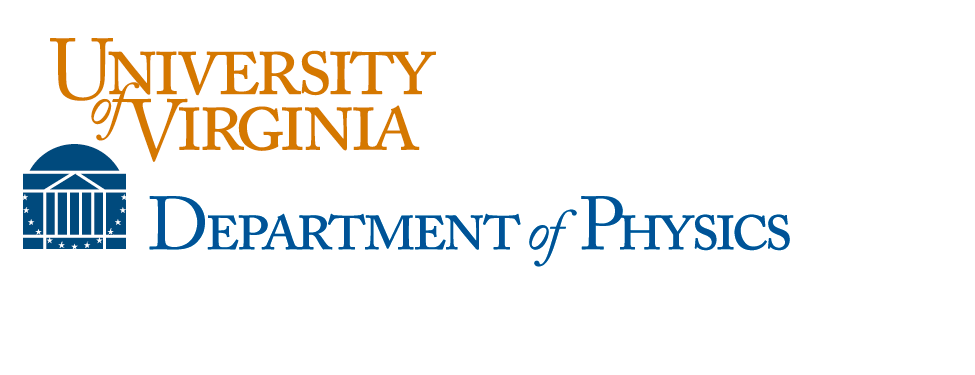 University
of Virginia
Department of Physics